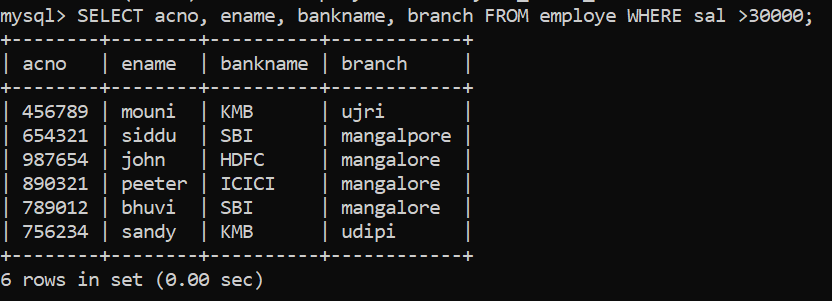 mysql> SELECT acno, ename, bankname, branch FROM employe WHERE sal >30000;
+--------+--------+----------+------------+
| acno   | ename  | bankname | branch     |
+--------+--------+----------+------------+
| 456789 | mouni  | KMB      | ujri       |
| 654321 | siddu  | SBI      | mangalpore |
| 987654 | john   | HDFC     | mangalore  |
| 890321 | peeter | ICICI    | mangalore  |
| 789012 | bhuvi  | SBI      | mangalore  |
| 756234 | sandy  | KMB      | udipi      |
+--------+--------+----------+------------+
6 rows in set (0.00 sec)